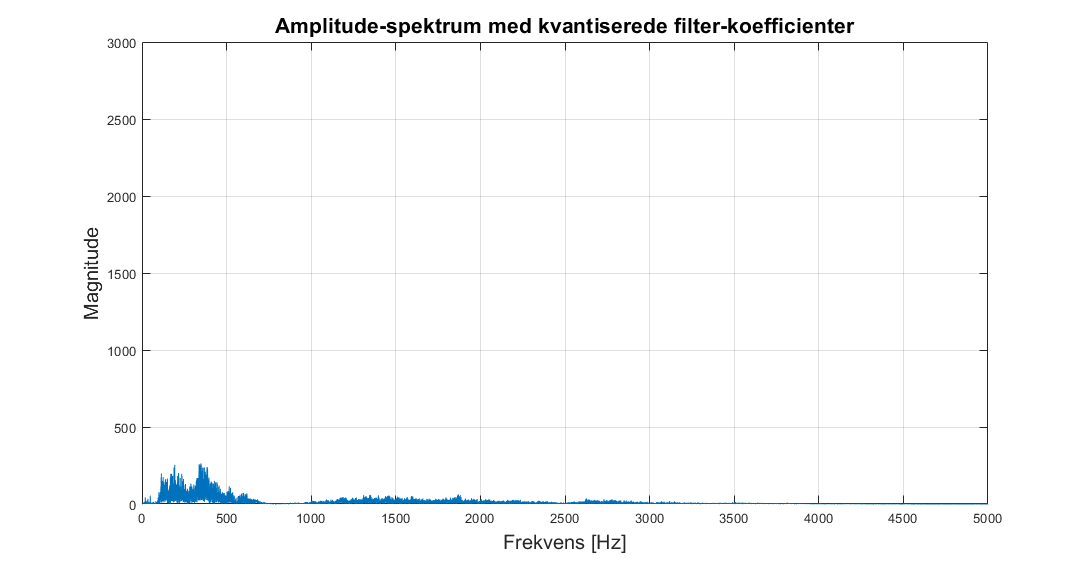 Amplitude-spektrum med kvantiserede filter-koefficienter
3000
2500
2000
1500
1000
500
0
Magnitude
0 500 1000 1500 2000 2500 3000 3500 4000 4500 5000
Frekvens [Hz]